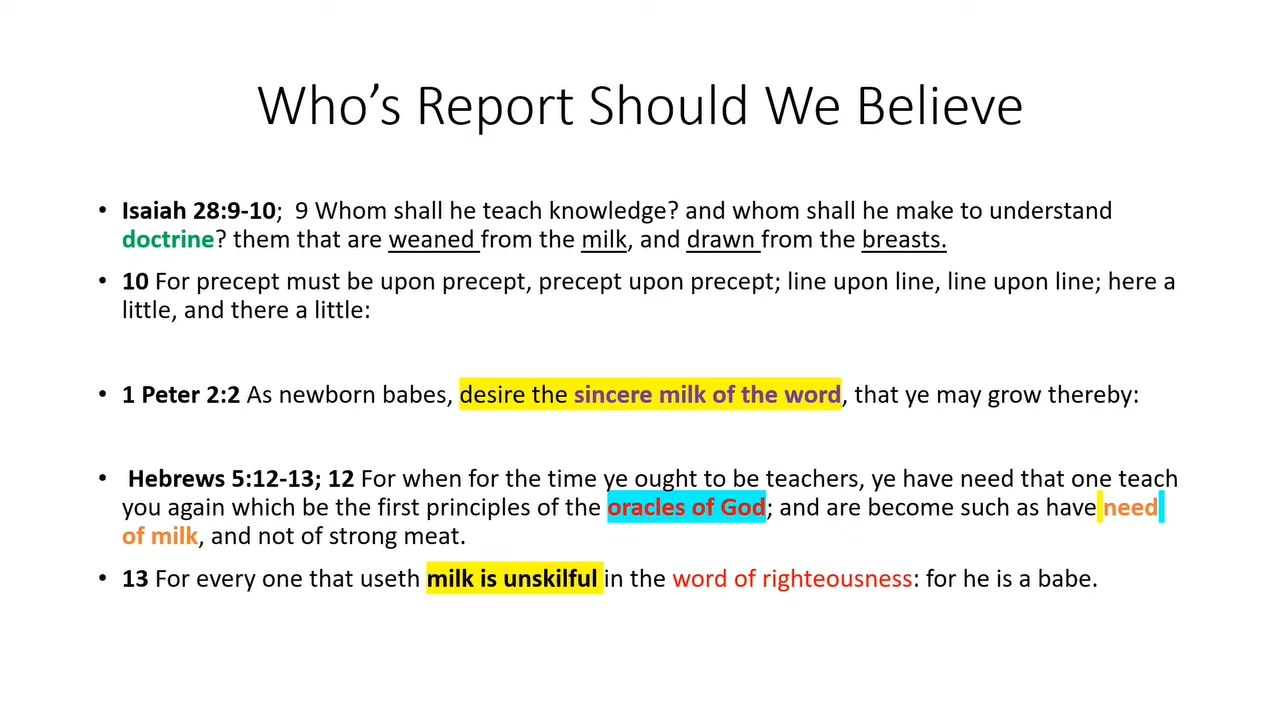 Who's Report Should We Believe
• Isaiah 28:9-10;  9 Whom shall he teach knowledge? and whom shall he make to understand
doctrine? them that are weaned from the milk, and drawn from the breasts.
• 10 For precept must be upon precept, precept upon precept; line upon line, line upon line; here a
little, and there a little:
• 1 Peter 2:2 As newborn babes, desire the sincere milk of the word, that ye may grow thereby:
• Hebrews 5:12-13; 12 For when for the time ye ought to be teachers, ye have need that one teach
you again which be the first principles of the oracles of God; and are become such as have need
of milk, and not of strong meat.
• 13 For every one that useth milk is unskilful in the word of righteousness: for he is a babe.